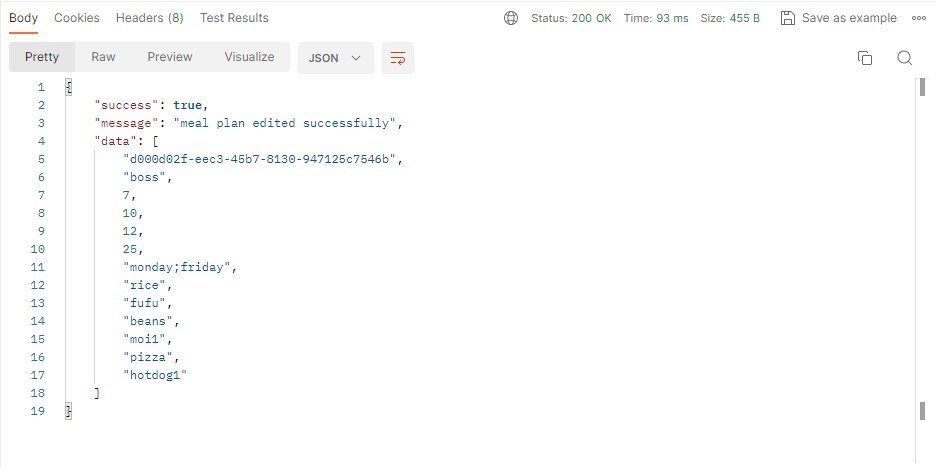 Body Cookies Headers (8) Test Results Status: 200 OK Time: 93 ms Size: 455 B Save as example
Pretty Raw Preview Visualize JSON
1 {
2 "success": true,
3 "message": "meal plan edited successfully",
4 "data": [
5 "d000d02f-eec3-45b7-8130-947125c7546b",
6 "boss",
7 7,
8 10,
9 12,
10 25,
11 "monday;friday",
12 "rice",
13 "fufu",
14 "beans",
15 "moi1",
16 "pizza",
17 "hotdog1"
18 ]
19 }